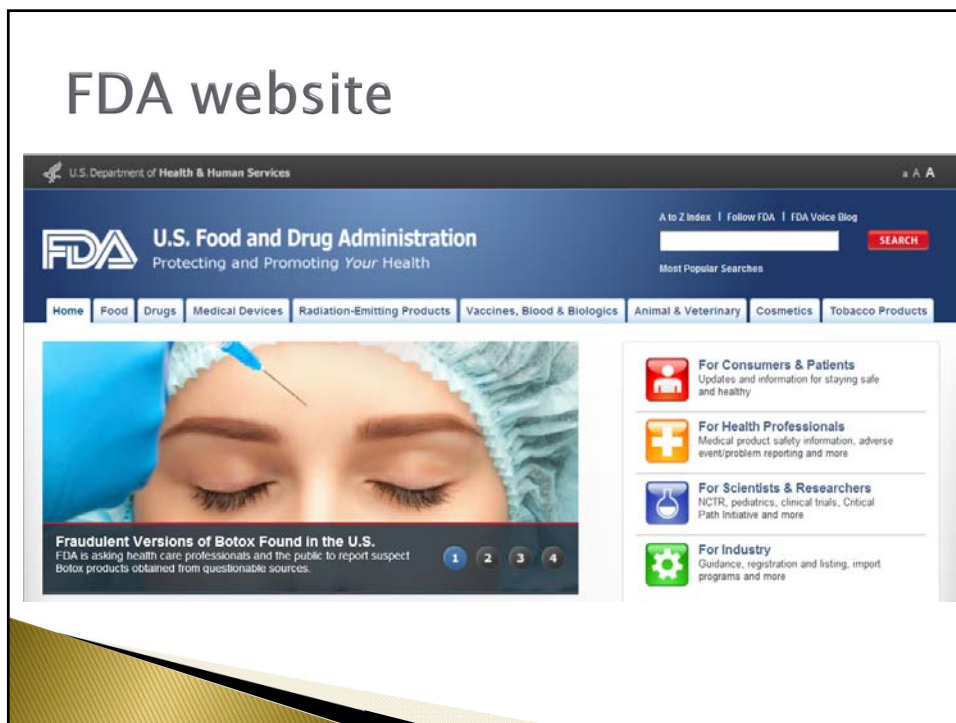 FDA website
U.S. Department of Health & Human Services
a A A
A to Z Index | Follow FDA | FDA Voice Blog
FDA
U.S. Food and Drug Administration
Protecting and Promoting Your Health
SEARCH
Most Popular Searches
Home Food Drugs Medical Devices Radiation-Emitting Products Vaccines, Blood & Biologics Animal & Veterinary Cosmetics Tobacco Products
Fraudulent Versions of Botox Found in the U.S.
FDA is asking health care professionals and the public to report suspect
Botox products obtained from questionable sources.
1 2 3 4
For Consumers & Patients
Updates and information for staying safe
and healthy
For Health Professionals
Medical product safety information, adverse
event/problem reporting and more
For Scientists & Researchers
NCTR, pediatrics, clinical trials, Critical
Path Initiative and more
For Industry
Guidance, registration and listing, import
programs and more